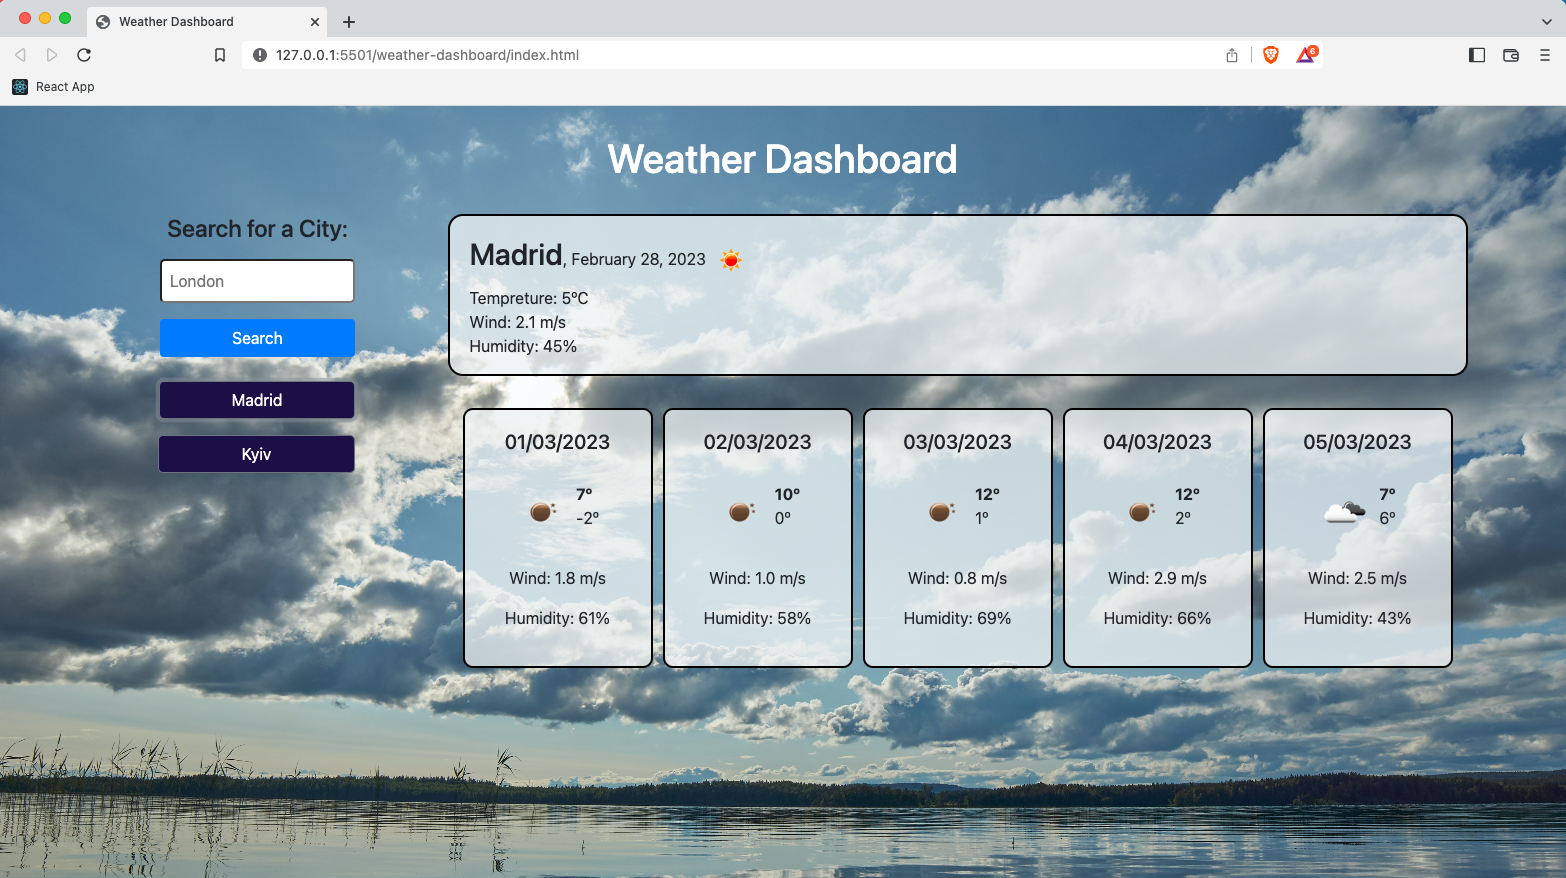 Weather Dashboard
127.0.0.1:5501/weather-dashboard/index.html
6
React App
Weather Dashboard
Search for a City:
London
Search
Madrid
Kyiv
Madrid, February 28, 2023
Tempreture: 5°C
Wind: 2.1 m/s
Humidity: 45%
01/03/2023
7°
-2°
Wind: 1.8 m/s
Humidity: 61%
02/03/2023
10°
0°
Wind: 1.0 m/s
Humidity: 58%
03/03/2023
12°
1°
Wind: 0.8 m/s
Humidity: 69%
04/03/2023
12°
2°
Wind: 2.9 m/s
Humidity: 66%
05/03/2023
7°
6°
Wind: 2.5 m/s
Humidity: 43%